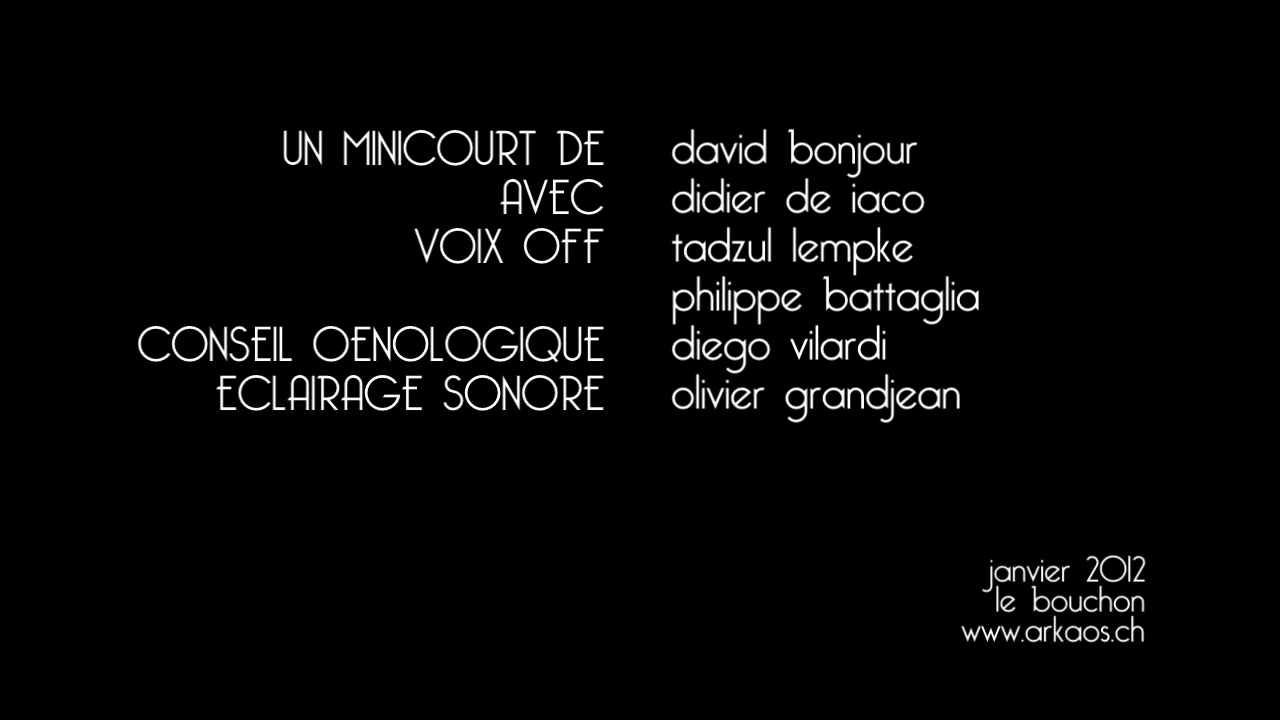 UN MINICOURT DE david bonjour
AVEC didier de iaco
VOIX OFF tadzul lempke
philippe battaglia
CONSEIL OENOLOGIQUE diego vilardi
ECLAIRAGE SONORE olivier grandjean
janvier 2012
le bouchon
www.arkaos.ch